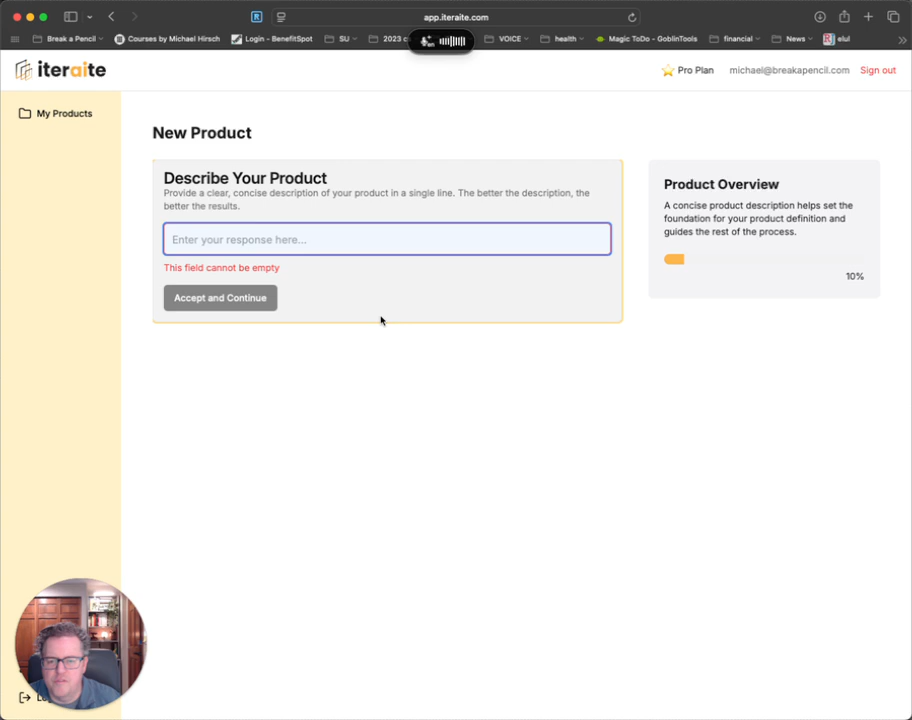 app.iteraite.com
Break a Pencil
Courses by Michael Hirsch
Login - BenefitSpot
SU
2023 c
en
VOICE
health
Magic ToDo - GoblinTools
financial
News
elul
iteraite
Pro Plan
michael@breakapencil.com
Sign out
My Products
New Product
Describe Your Product
Provide a clear, concise description of your product in a single line. The better the description, the
better the results.
Enter your response here...
This field cannot be empty
Accept and Continue
Product Overview
A concise product description helps set the
foundation for your product definition and
guides the rest of the process.
10%